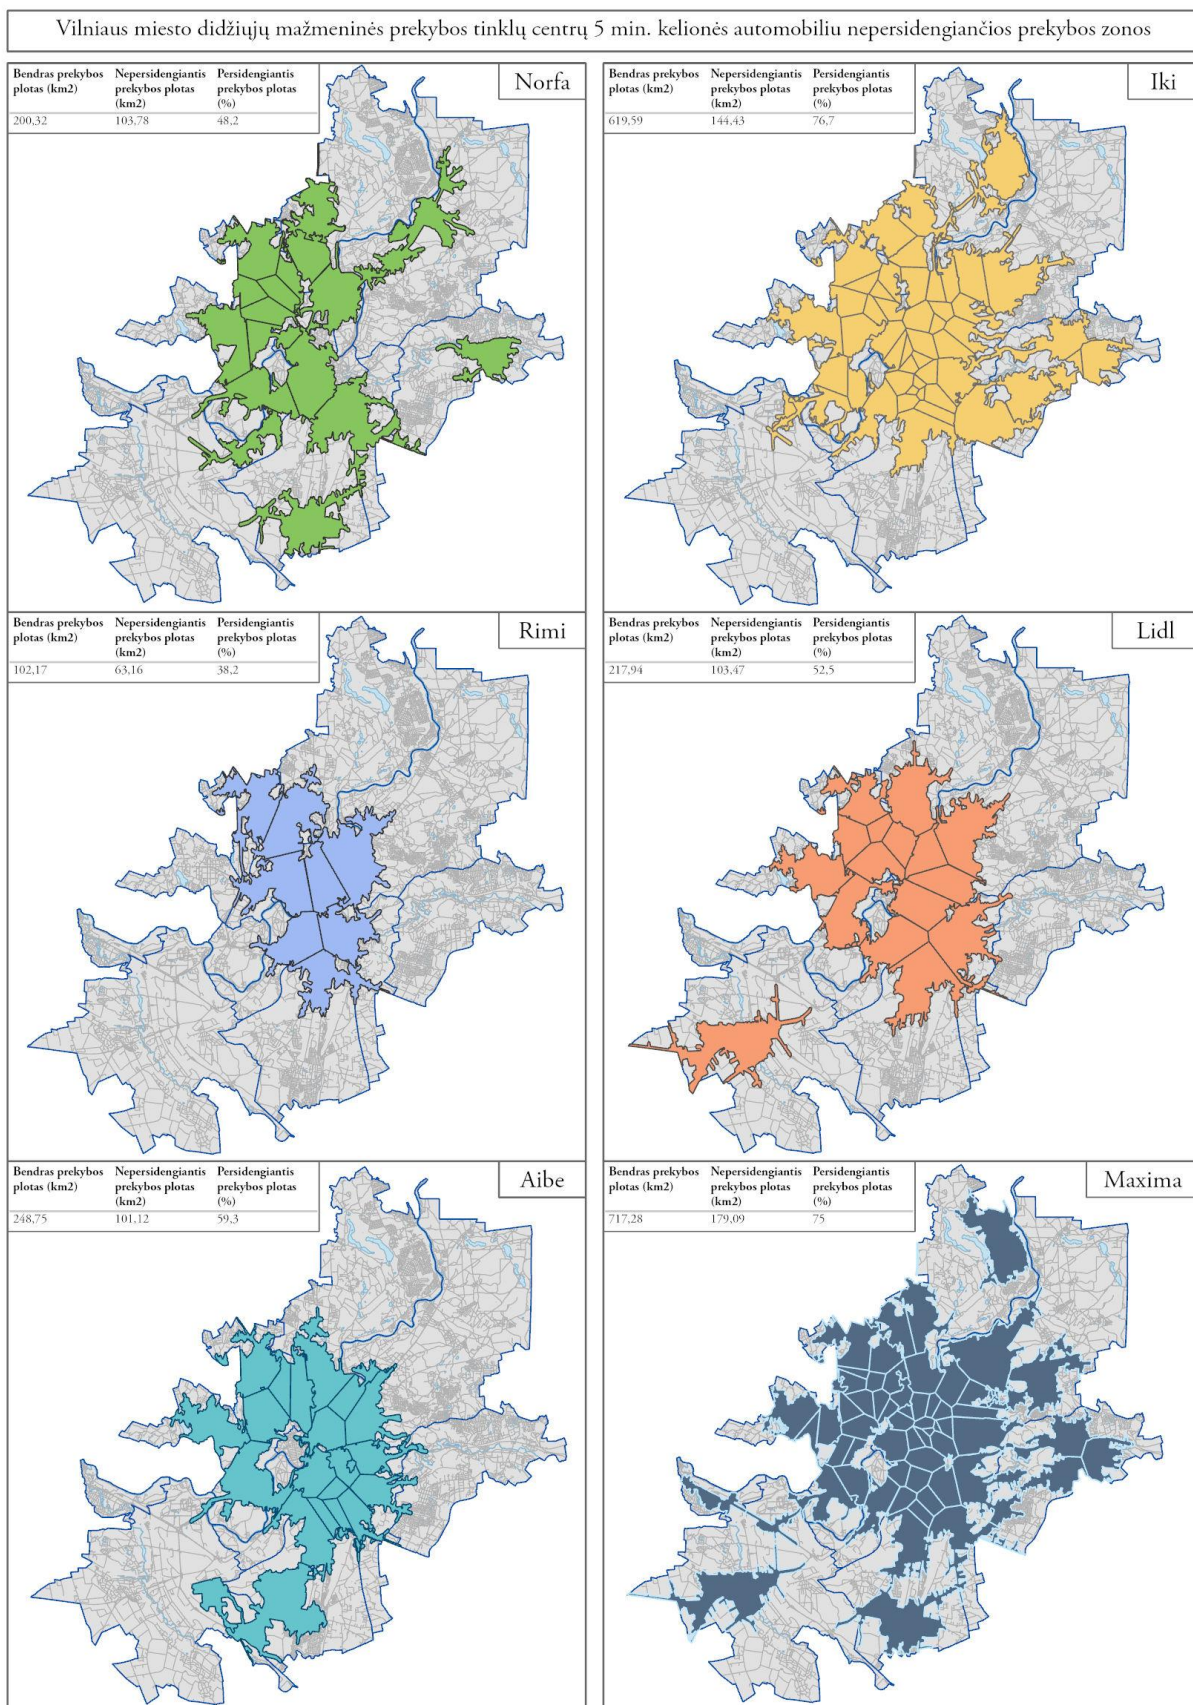 Vilniaus miesto didžiųjų mažmeninės prekybos tinklų centrų 5 min. kelionės automobiliu nepersidengiančios prekybos zonos
Bendras prekybos plotas (km2)
Nepersidengiantis prekybos plotas (km2)
Persidengiantis prekybos plotas (%)
200,32
103,78
48,2
Norfa
Bendras prekybos plotas (km2)
Nepersidengiantis prekybos plotas (km2)
Persidengiantis prekybos plotas (%)
619,59
144,43
76,7
Iki
Bendras prekybos plotas (km2)
Nepersidengiantis prekybos plotas (km2)
Persidengiantis prekybos plotas (%)
102,17
63,16
38,2
Rimi
Bendras prekybos plotas (km2)
Nepersidengiantis prekybos plotas (km2)
Persidengiantis prekybos plotas (%)
217,94
103,47
52,5
Lidl
Bendras prekybos plotas (km2)
Nepersidengiantis prekybos plotas (km2)
Persidengiantis prekybos plotas (%)
248,75
101,12
59,3
Aibe
Bendras prekybos plotas (km2)
Nepersidengiantis prekybos plotas (km2)
Persidengiantis prekybos plotas (%)
717,28
179,09
75
Maxima